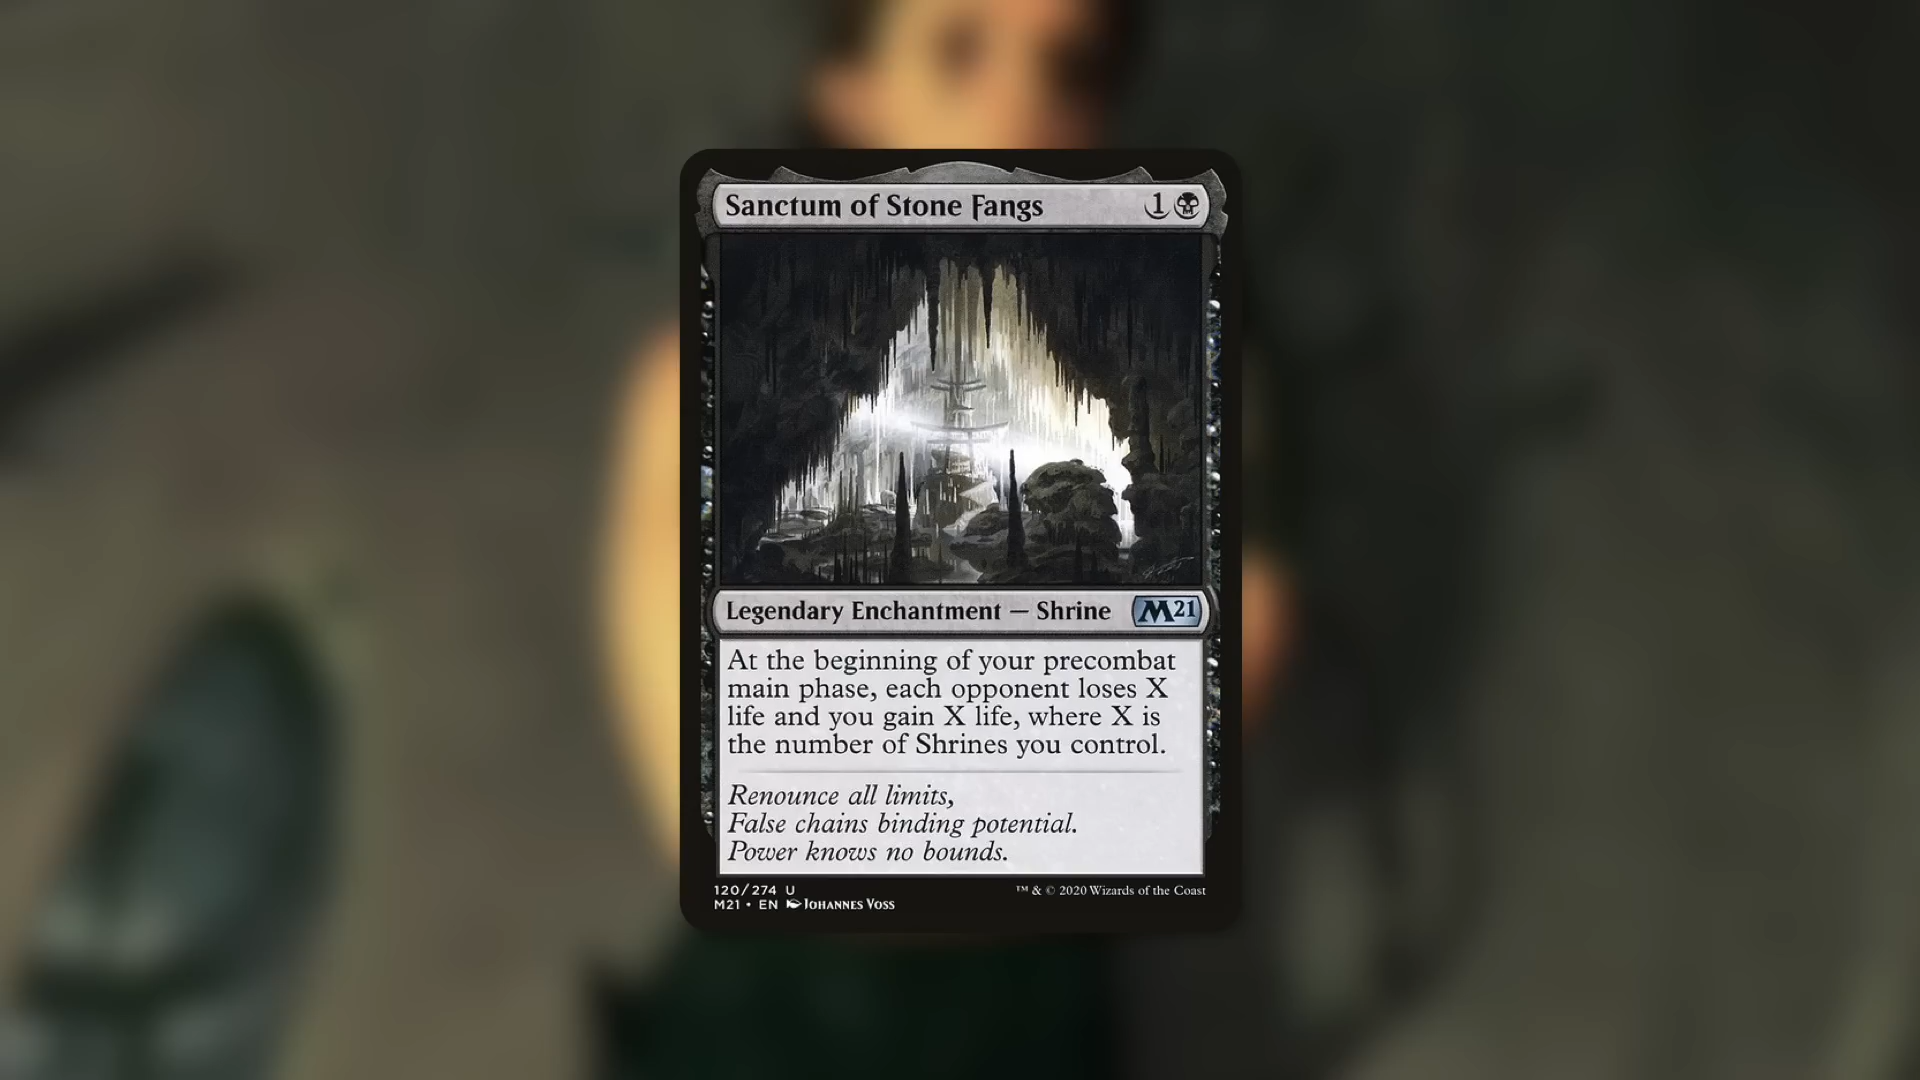 Sanctum of Stone Fangs 1
Legendary Enchantment — Shrine M21
At the beginning of your precombat
main phase, each opponent loses X
life and you gain X life, where X is
the number of Shrines you control.
Renounce all limits,
False chains binding potential.
Power knows no bounds.
120/274 U
™ & © 2020 Wizards of the Coast
M21 • EN Johannes Voss